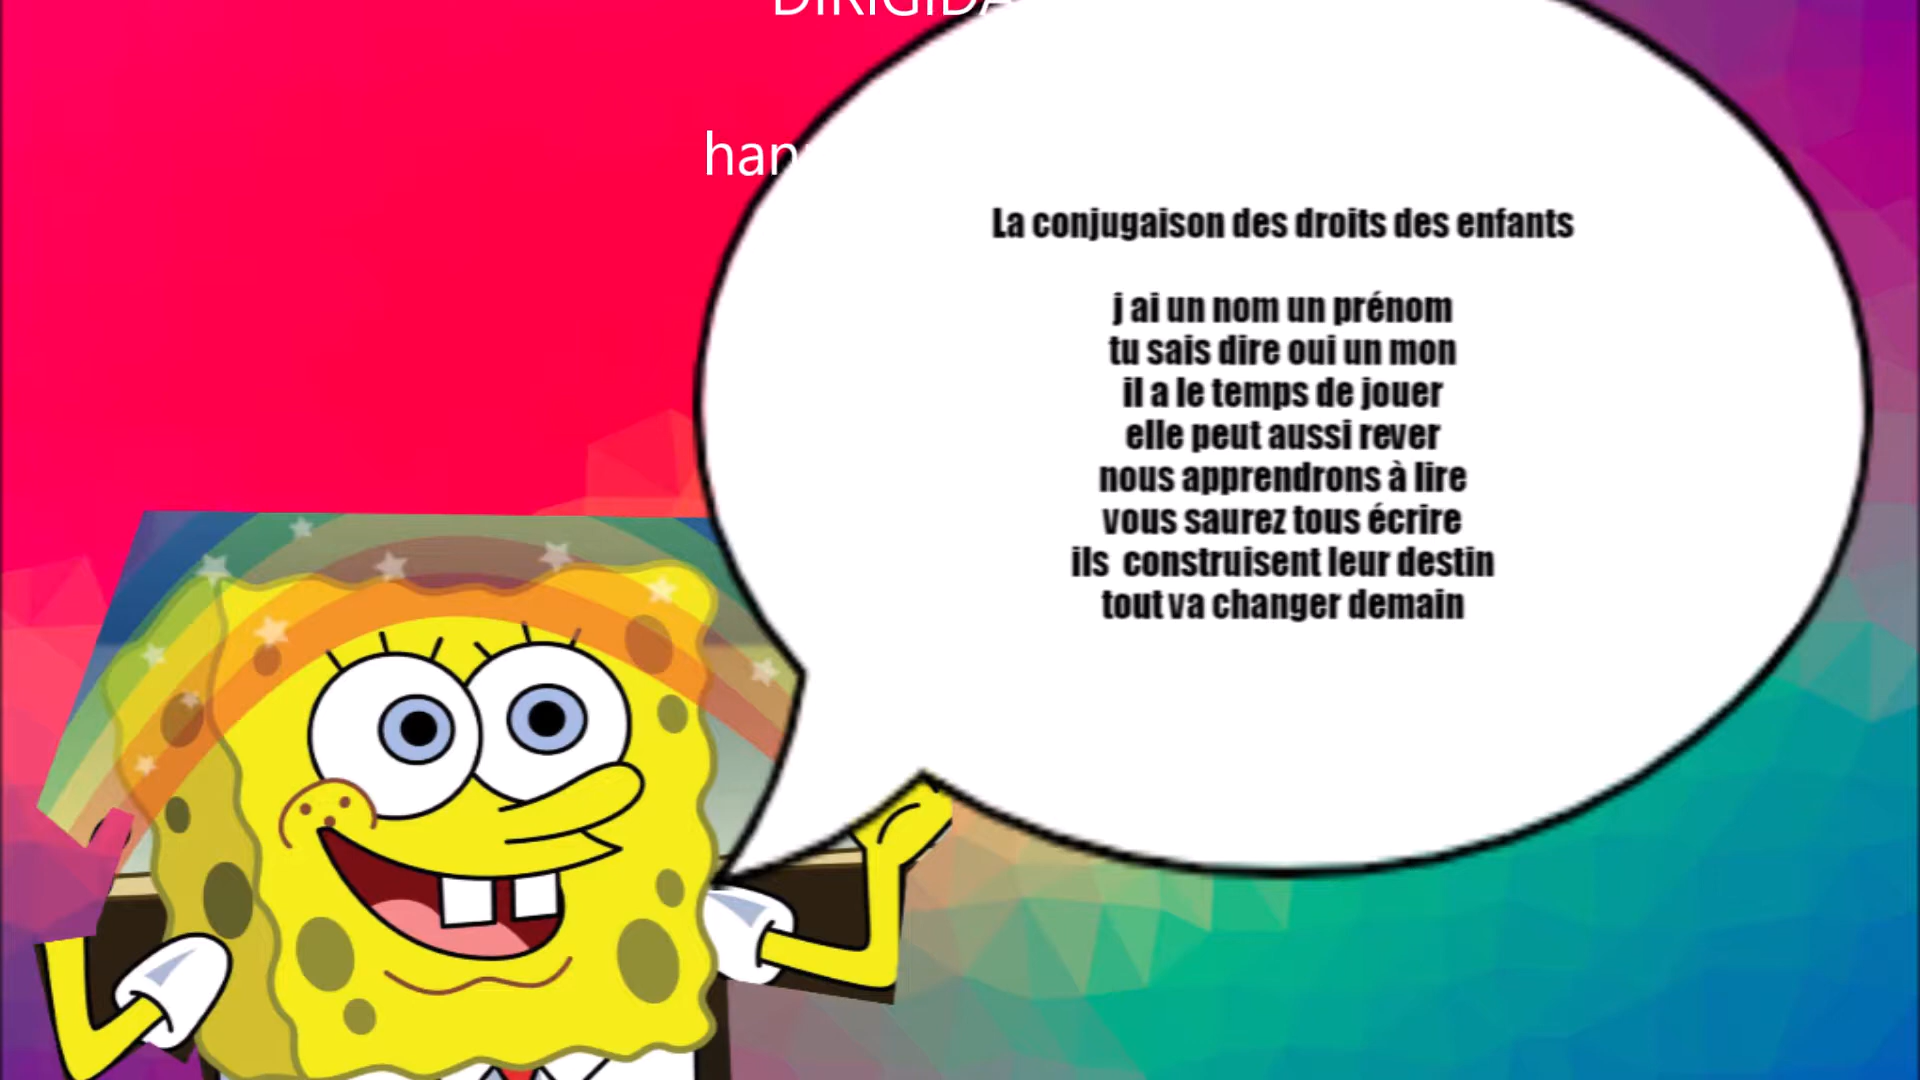 La conjugaison des droits des enfants
j ai un nom un prénom
tu sais dire oui un mon
il a le temps de jouer
elle peut aussi rever
nous apprendrons à lire
vous saurez tous écrire
ils construisent leur destin
tout va changer demain